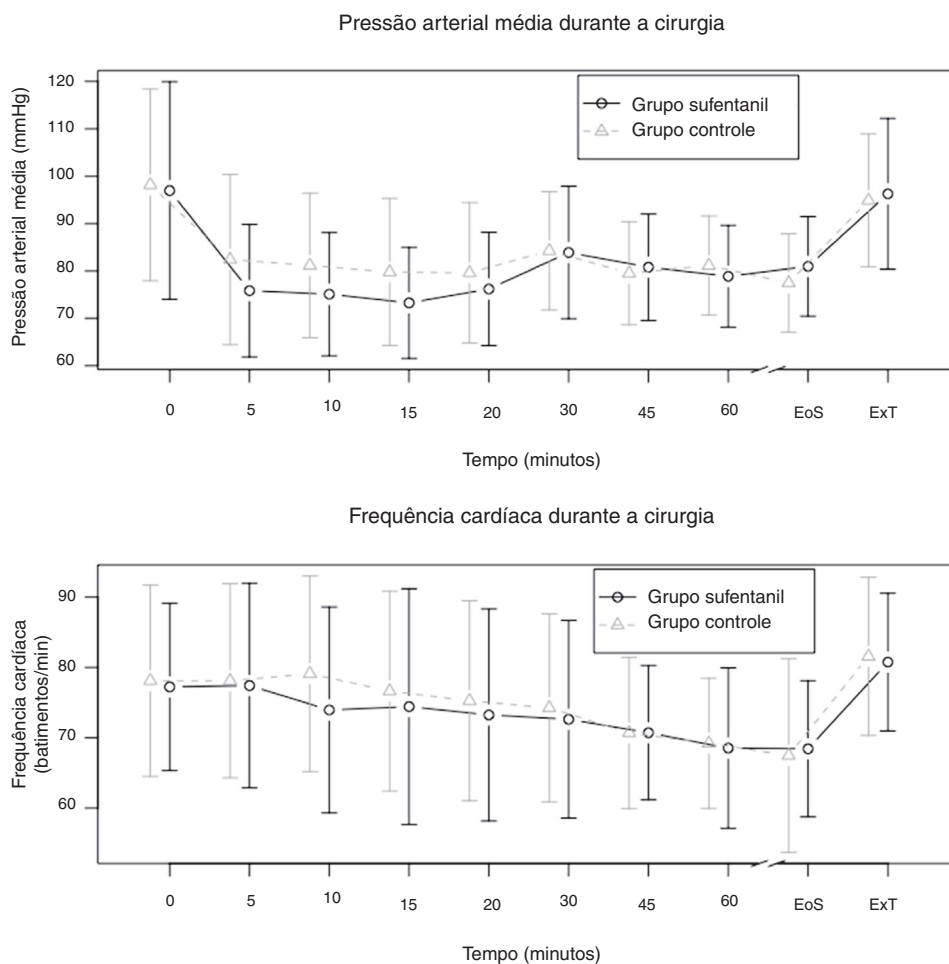 Pressão arterial média durante a cirurgia
Pressão arterial média (mmHg)
120
110
100
90
80
70
60
Grupo sufentanil
Grupo controle
0 5 10 15 20 30 45 60 EoS ExT
Tempo (minutos)
Frequência cardíaca durante a cirurgia
Frequência cardíaca
(batimentos/min)
90
80
70
60
Grupo sufentanil
Grupo controle
0 5 10 15 20 30 45 60 EoS ExT
Tempo (minutos)